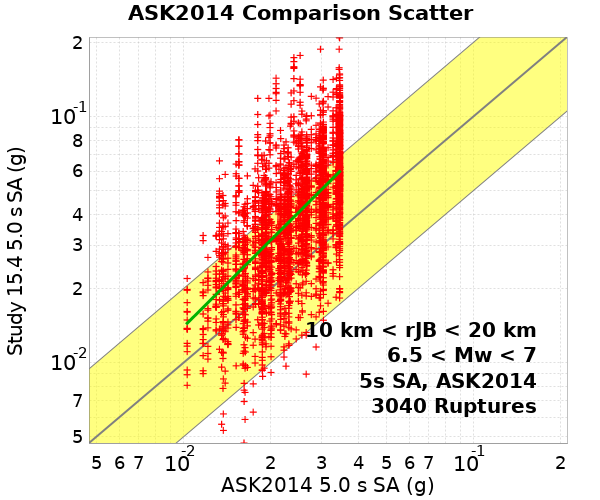 ASK2014 Comparison Scatter
Study 15.4 5.0 s SA (g)
2
10⁻¹
8
6
4
3
2
10⁻²
7
5
10 km < rJB < 20 km
6.5 < Mw < 7
5s SA, ASK2014
3040 Ruptures
5 6 7 10⁻² 2 3 4 5 6 7 10⁻¹ 2
ASK2014 5.0 s SA (g)